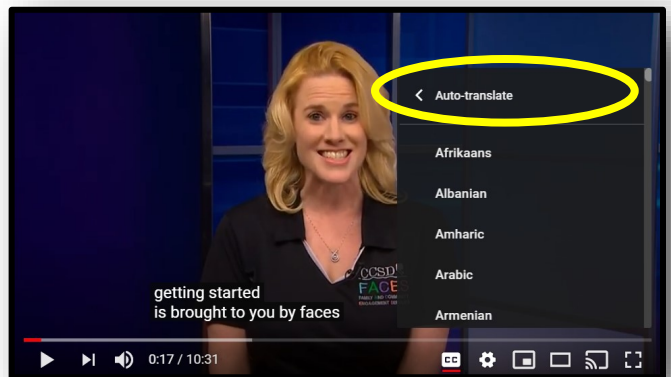 Auto-translate
Afrikaans
Albanian
Amharic
Arabic
Armenian
CCSD
FACES
getting started
is brought to you by faces
0:17 / 10:31
CC